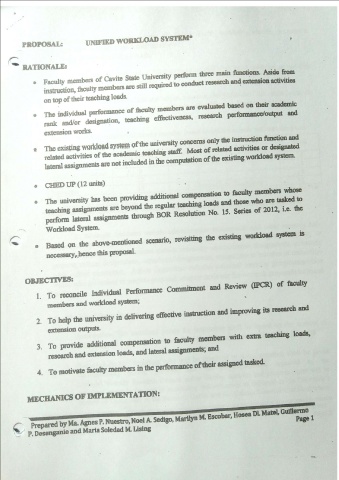 PROPOSAL: UNIFIED WORKLOAD SYSTEM*
RATIONALE:
• Faculty members of Cavite State University perform three main functions. Aside from
instruction, faculty members are still required to conduct research and extension activities
on top of their teaching loads.
• The individual performance of faculty members are evaluated based on their academic
rank and/or designation, teaching effectiveness, research performance/output and
extension works.
• The existing workload system of the university concerns only the instruction function and
related activities of the academic teaching staff. Most of related activities or designated
lateral assignments are not included in the computation of the existing workload system.
• CHED UP (12 units)
• The university has been providing additional compensation to faculty members whose
teaching assignments are beyond the regular teaching loads and those who are tasked to
perform lateral assignments through BOR Resolution No. 15. Series of 2012, i.e. the
Workload System.
• Based on the above-mentioned scenario, revisiting the existing workload system is
necessary, hence this proposal.
OBJECTIVES:
1. To reconcile Individual Performance Commitment and Review (IPCR) of faculty
members and workload system;
2. To help the university in delivering effective instruction and improving its research and
extension outputs.
3. To provide additional compensation to faculty members with extra teaching loads,
research and extension loads, and lateral assignments; and
4. To motivate faculty members in the performance of their assigned tasked.
MECHANICS OF IMPLEMENTATION:
Prepared by Ms. Agnes P. Nuestro, Noel A. Sedigo, Marilyn M. Escobar, Hosea DL Matel, Guillermo
P. Desenganio and Maria Soledad M. Lising
Page 1